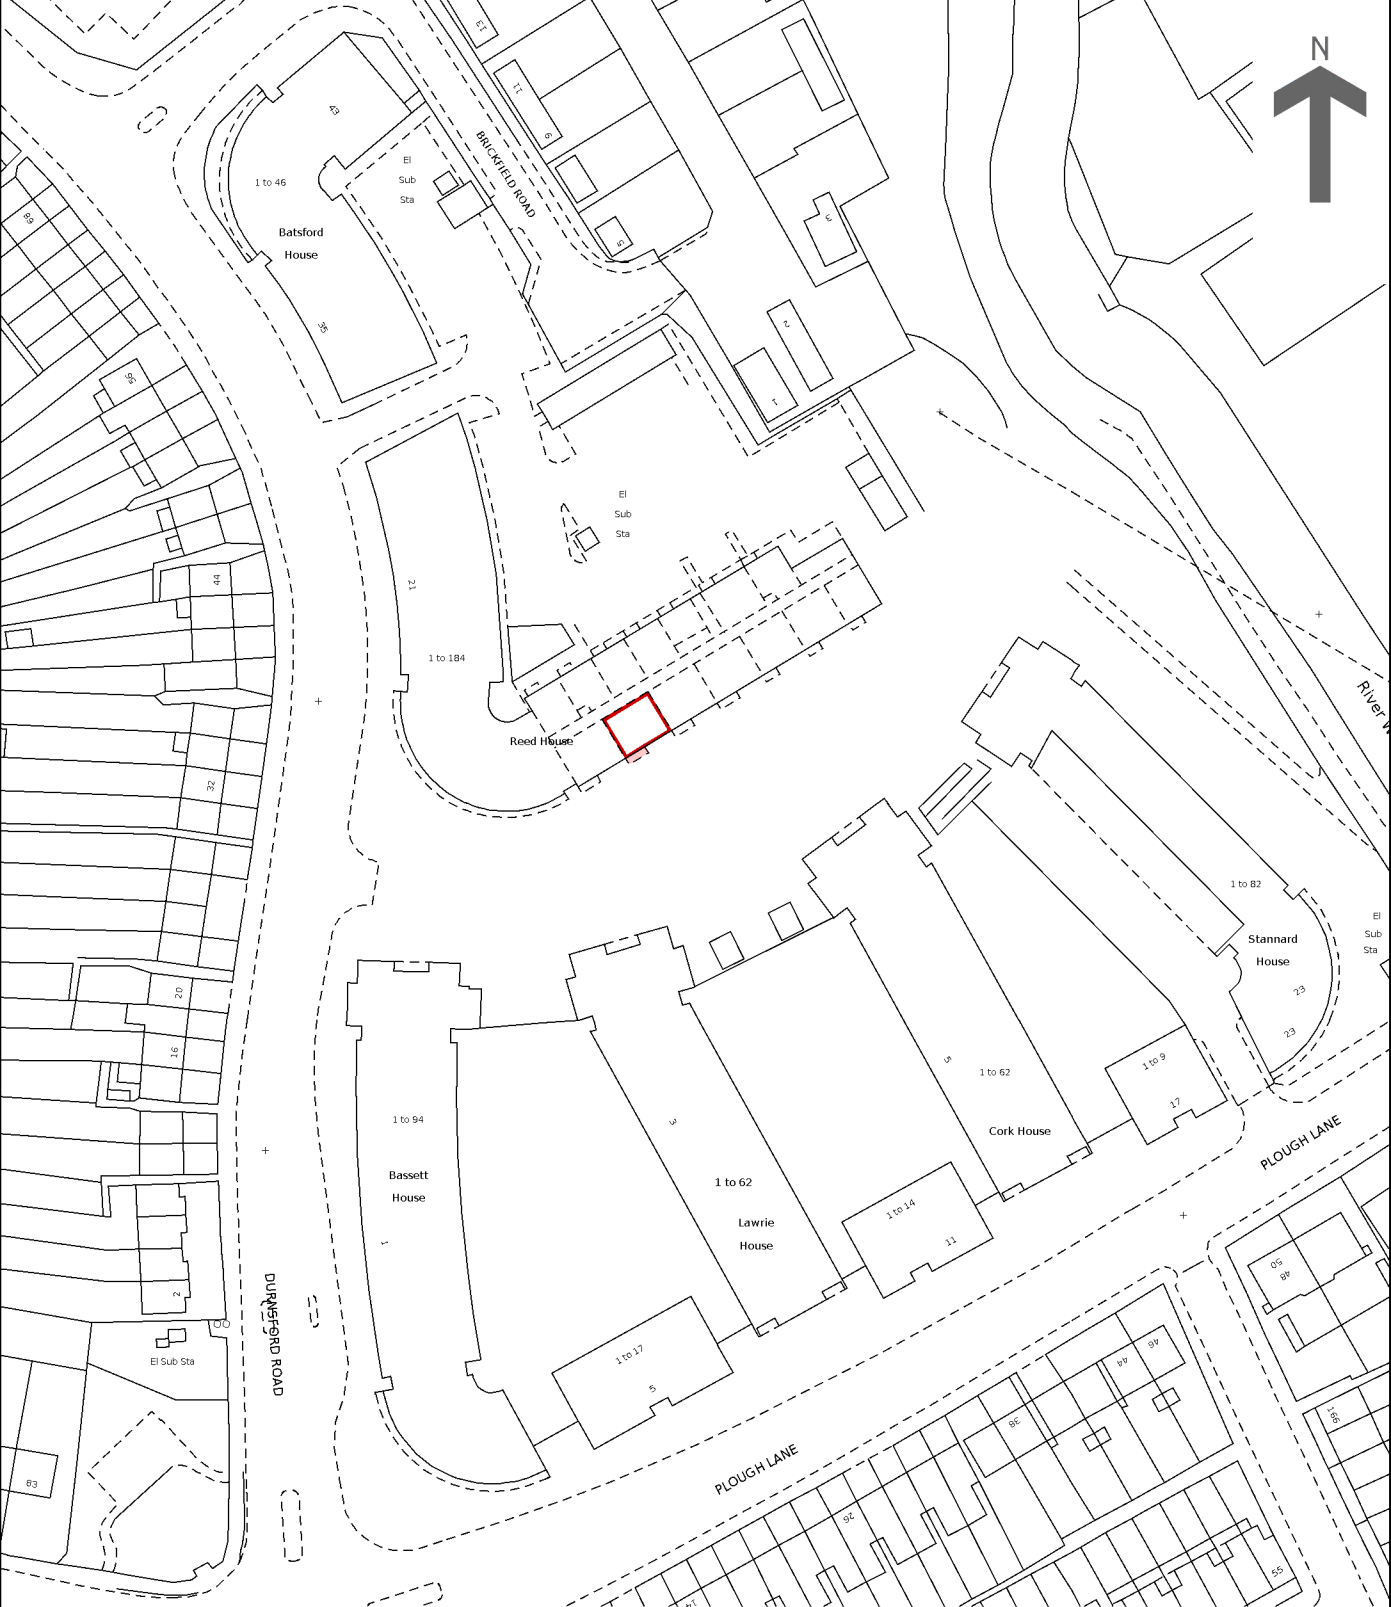 N
13
11
9
BRICKFIELD ROAD
43
El
Sub
Sta
1 to 46
Batsford
House
89
3
5
35
2
56
1
El
Sub
Sta
44
21
1 to 184
River W
Reed House
32
1 to 82
El
Sub
Sta
Stannard
House
20
23
16
23
5
1 to 62
1 to 9
17
1 to 94
3
Cork House
PLOUGH LANE
Bassett
House
1 to 62
1 to 14
Lawrie
House
11
1
50
48
2
DURNSFORD ROAD
El Sub Sta
1 to 17
5
46
44
38
166
PLOUGH LANE
83
26
55
14